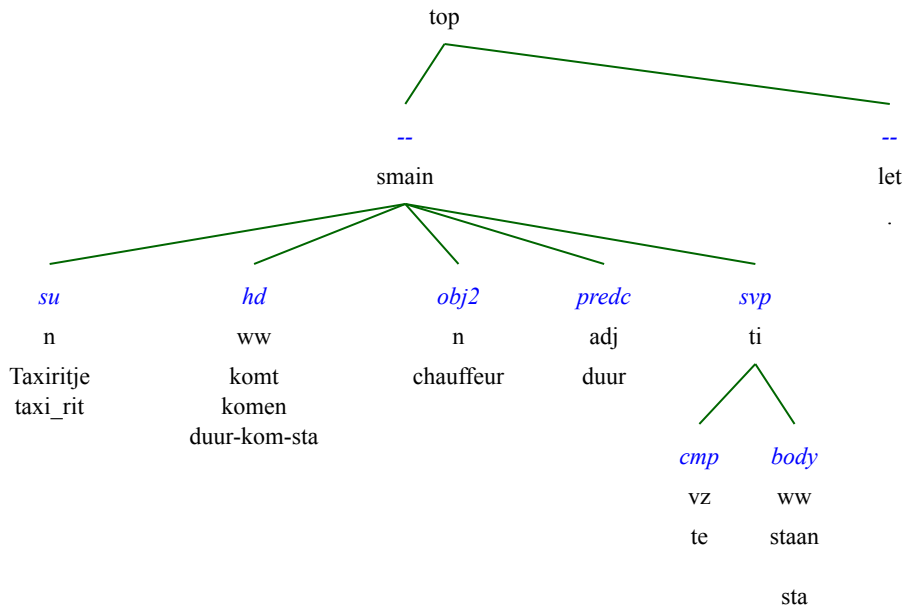 top
-- --
smain let
.
su hd obj2 predc svp
n ww n adj ti
Taxiritje komt chauffeur duur
taxi_rit komen
duur-kom-sta
cmp body
vz ww
te staan
sta